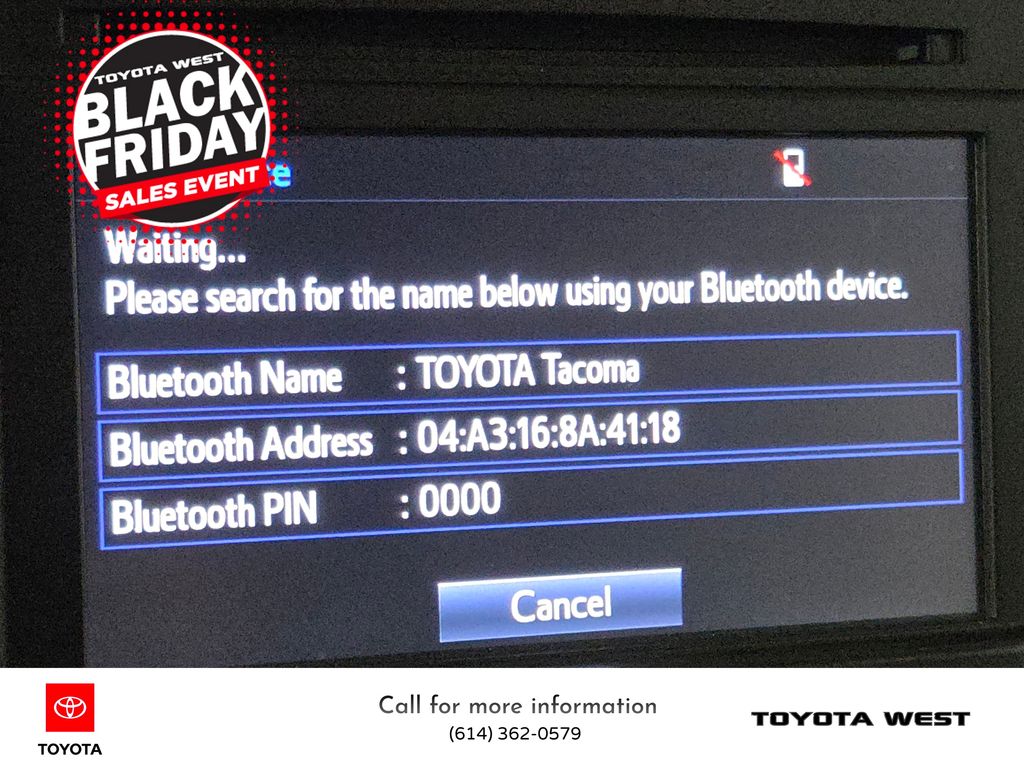 TOYOTA WEST
BLACK
FRIDAY
SALES EVENT
Waiting...
Please search for the name below using your Bluetooth device.
Bluetooth Name : TOYOTA Tacoma
Bluetooth Address : 04:A3:16:8A:41:18
Bluetooth PIN : 0000
Cancel
TOYOTA
Call for more information
(614) 362-0579
TOYOTA WEST